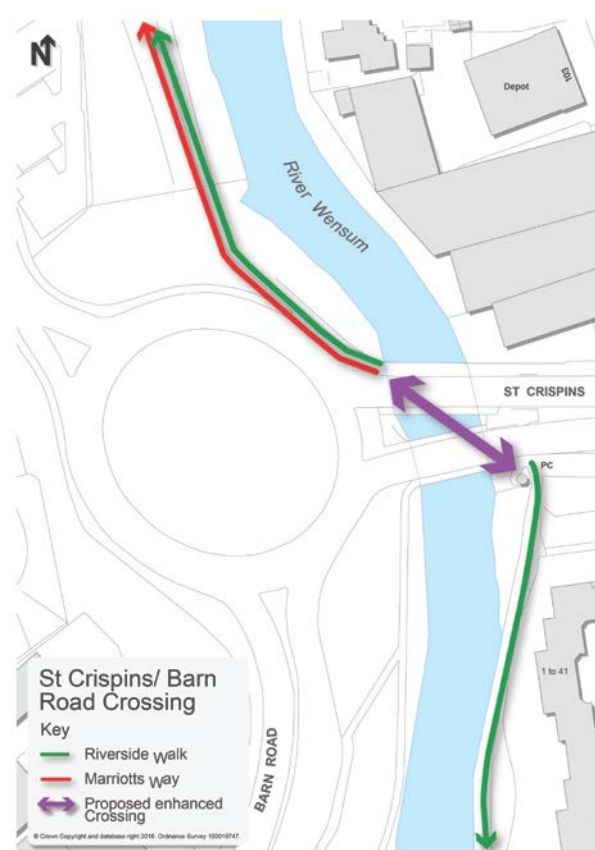 N
Depot
103
River Wensum
ST CRISPINS
PC
1 to 41
BARN ROAD
St Crispins/ Barn
Road Crossing
Key
Riverside Walk
Marriotts Way
Proposed enhanced
Crossing
© Crown Copyright and database right 2016. Ordnance Survey 100019747.